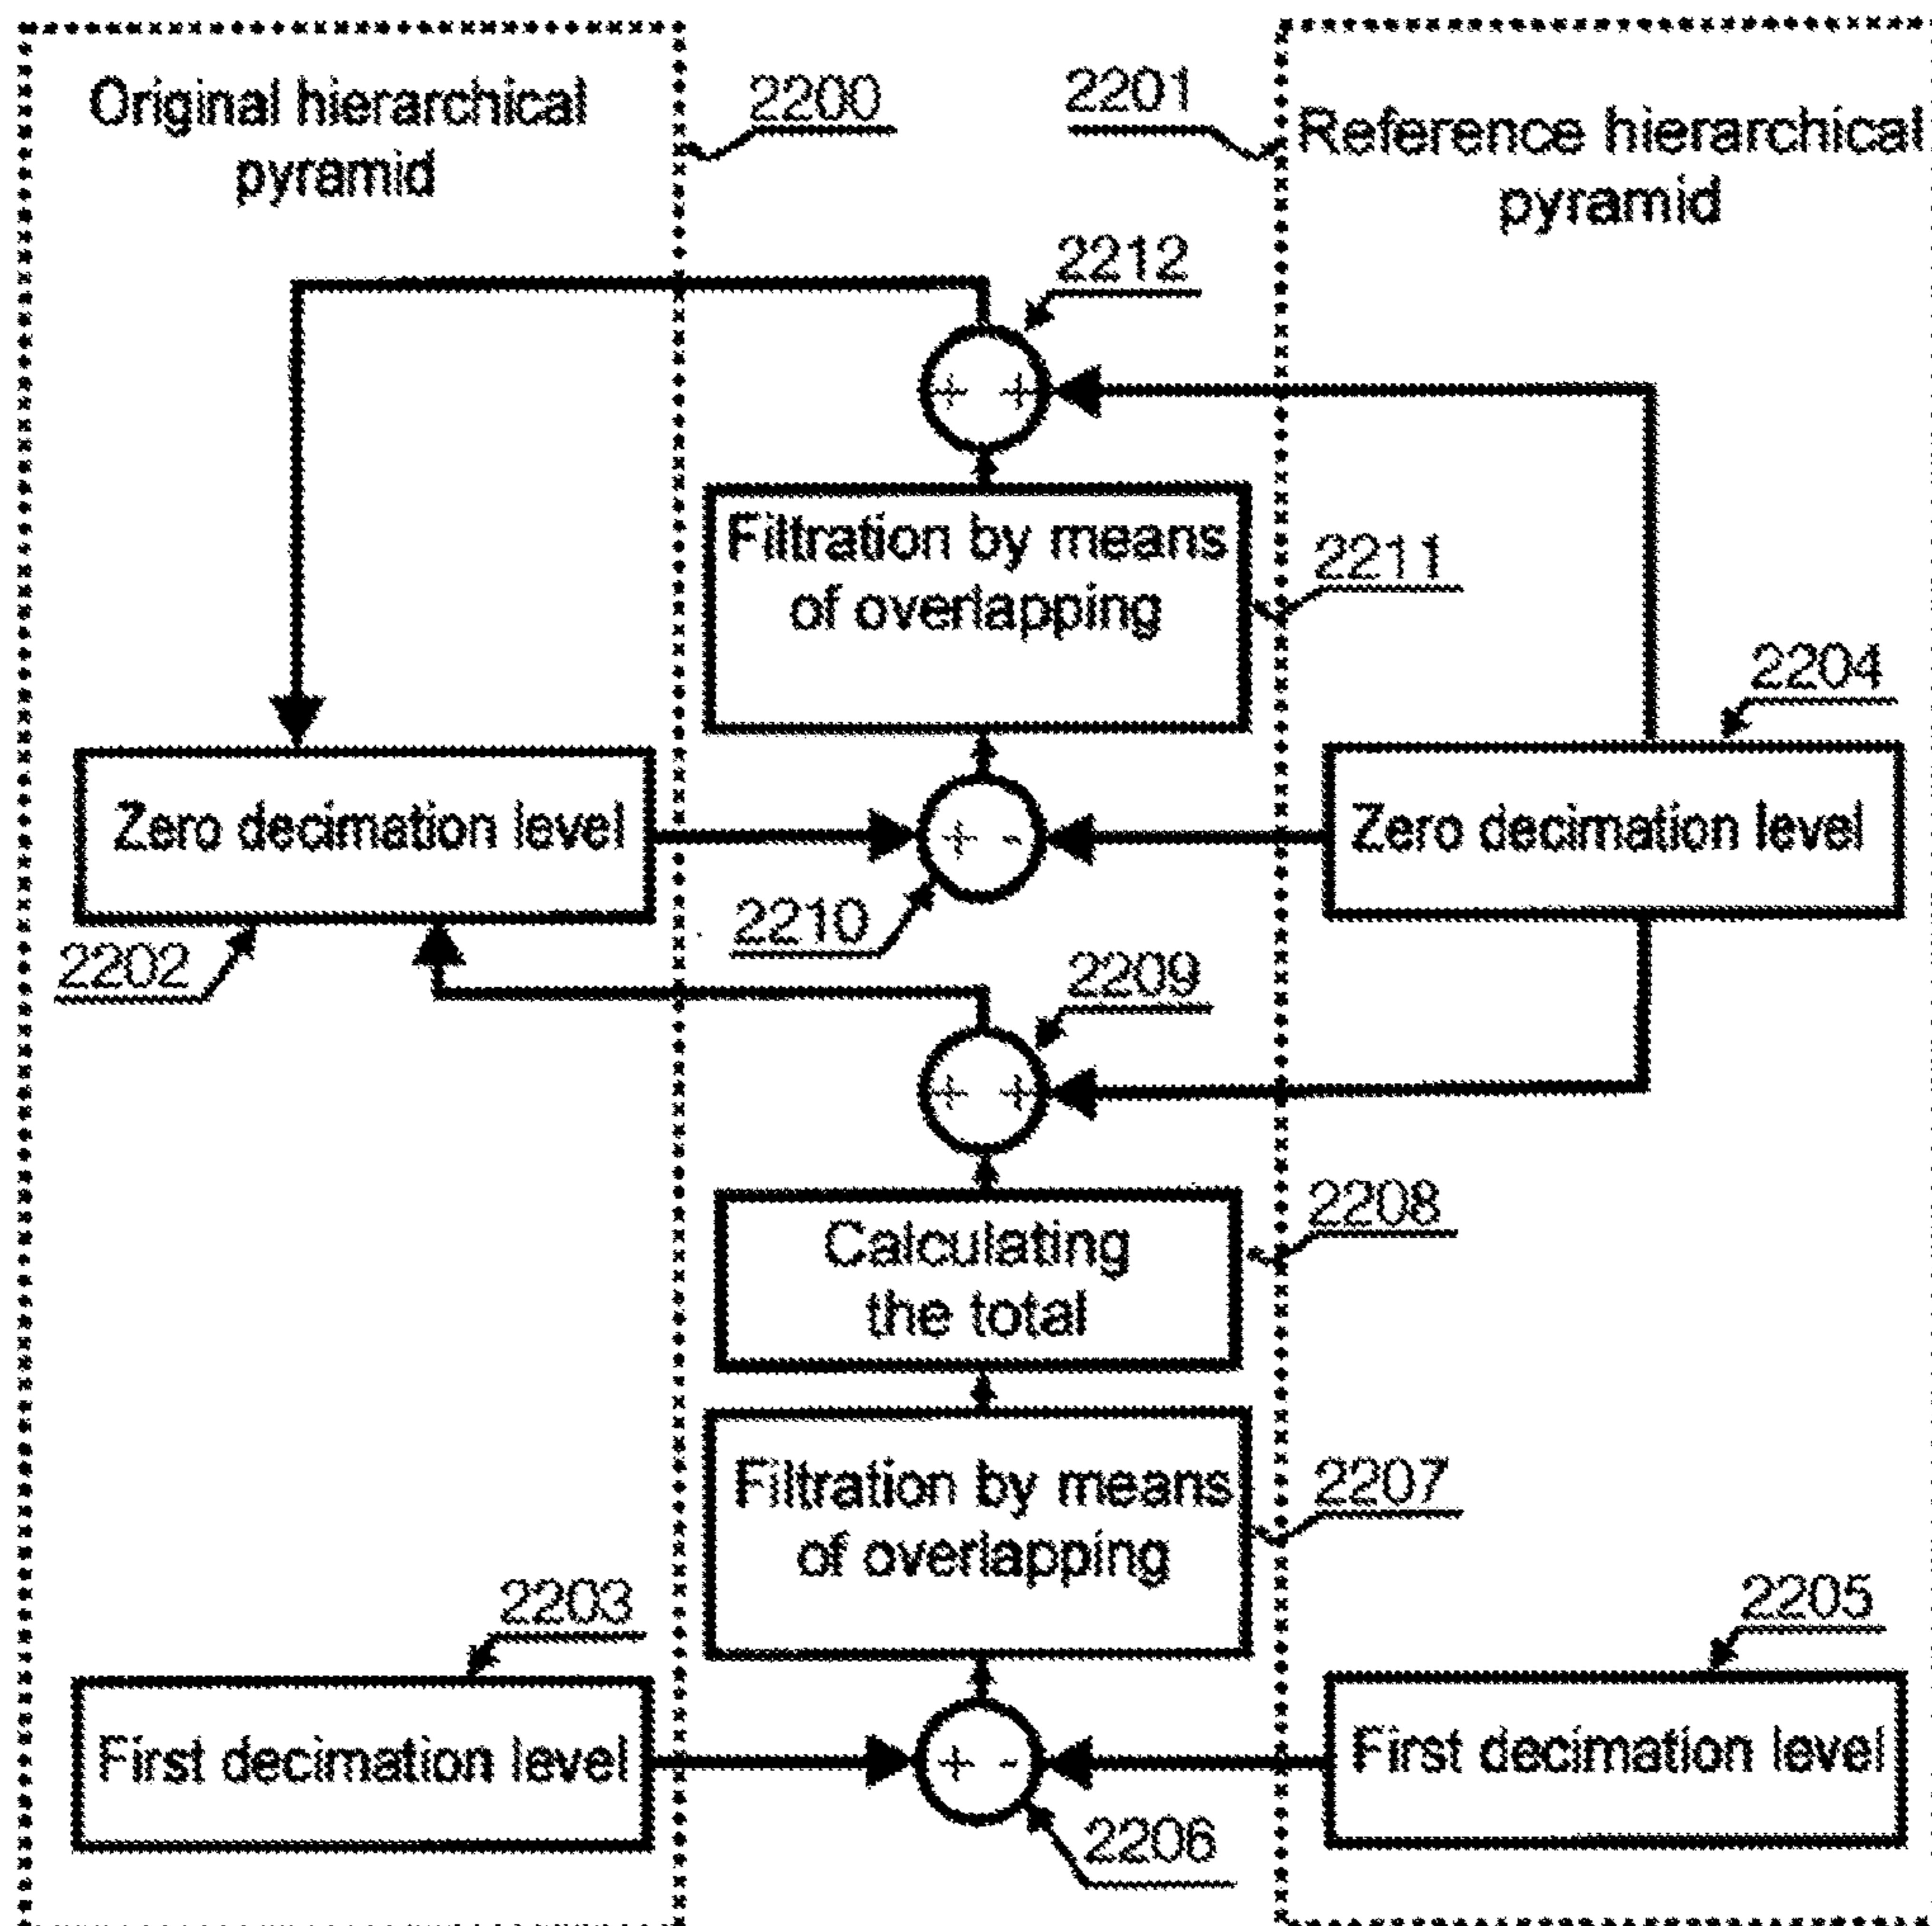 Original hierarchical
pyramid
2200
2201
Reference hierarchical
pyramid
2212
+ +
Filtration by means
of overlapping
2211
2204
Zero decimation level
+ -
Zero decimation level
2210
2202
2209
+ +
Calculating
the total
2208
Filtration by means
of overlapping
2207
2203
2205
First decimation level
+ -
First decimation level
2206